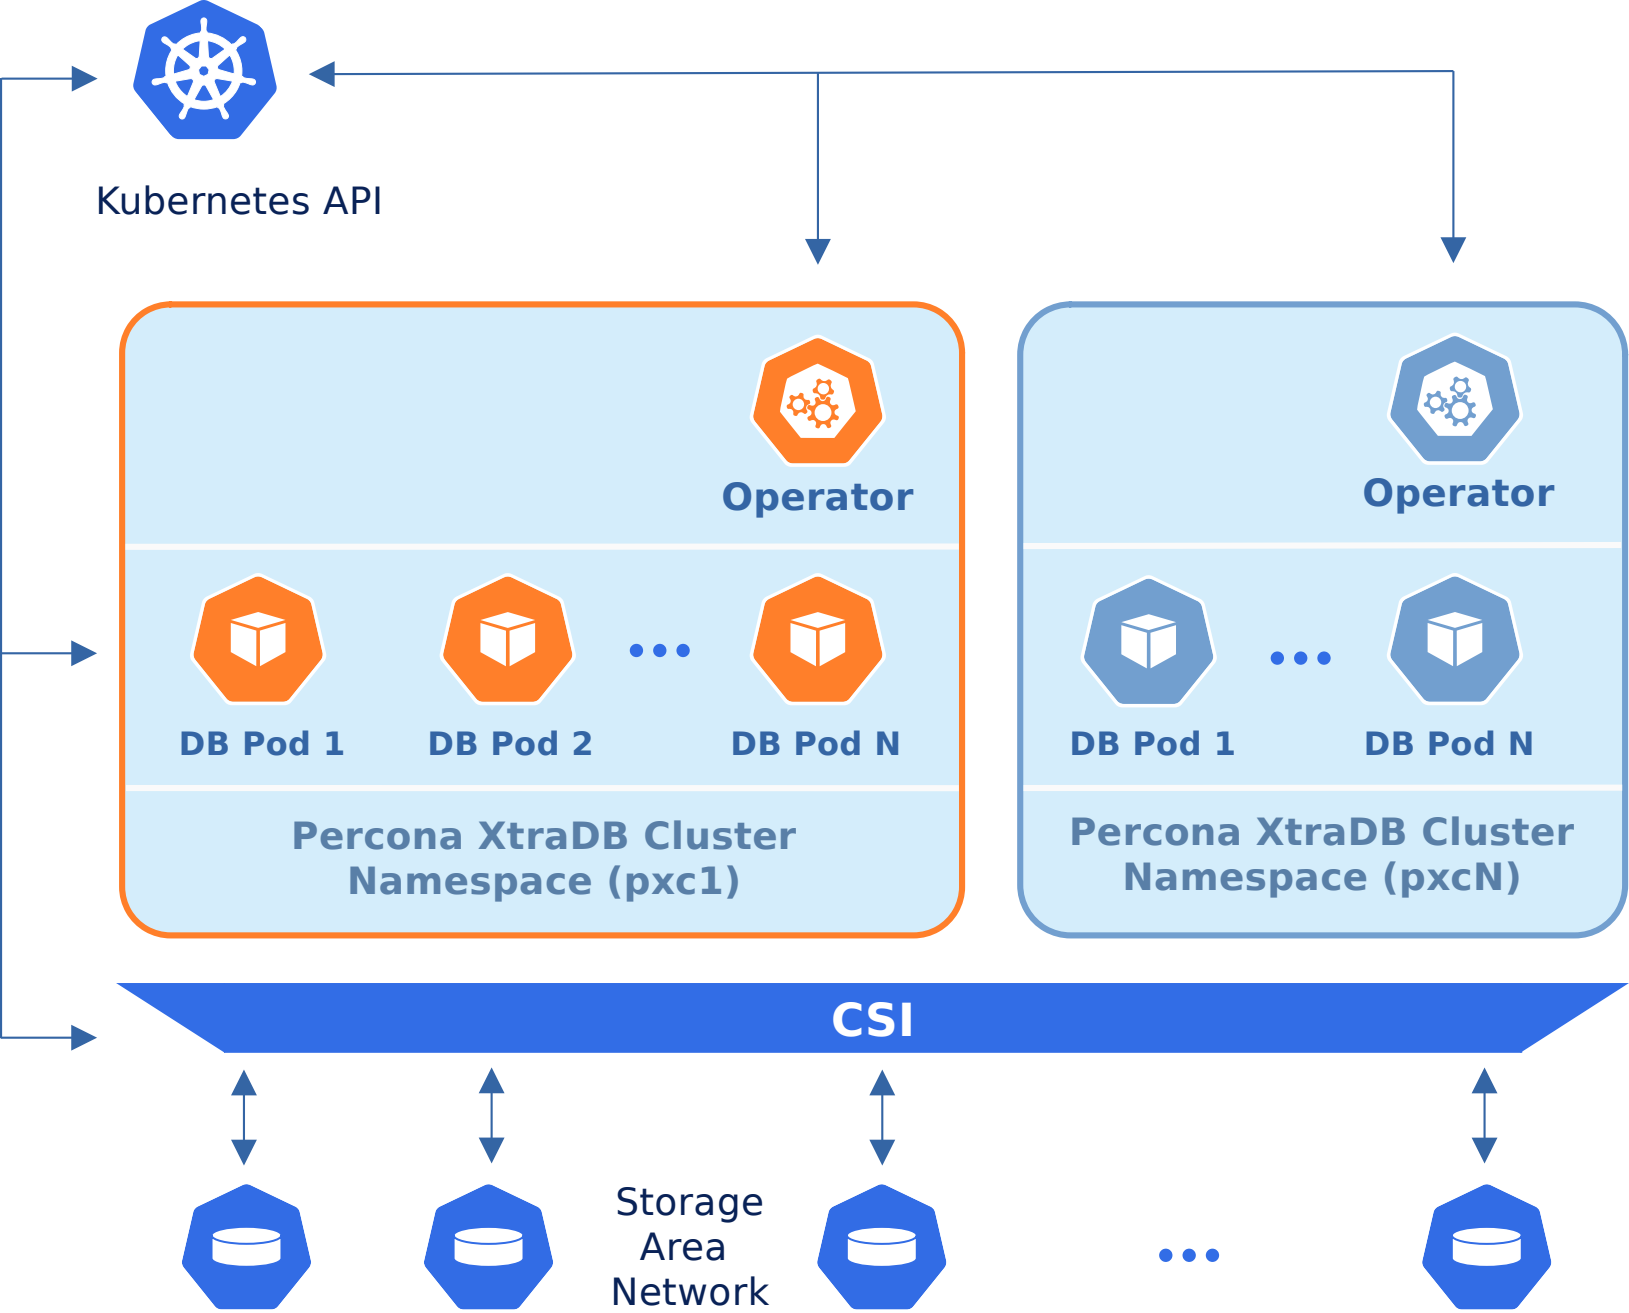 Kubernetes API
Operator
Operator
DB Pod 1
DB Pod 2
DB Pod N
DB Pod 1
DB Pod N
Percona XtraDB Cluster
Namespace (pxc1)
Percona XtraDB Cluster
Namespace (pxcN)
CSI
Storage
Area
Network